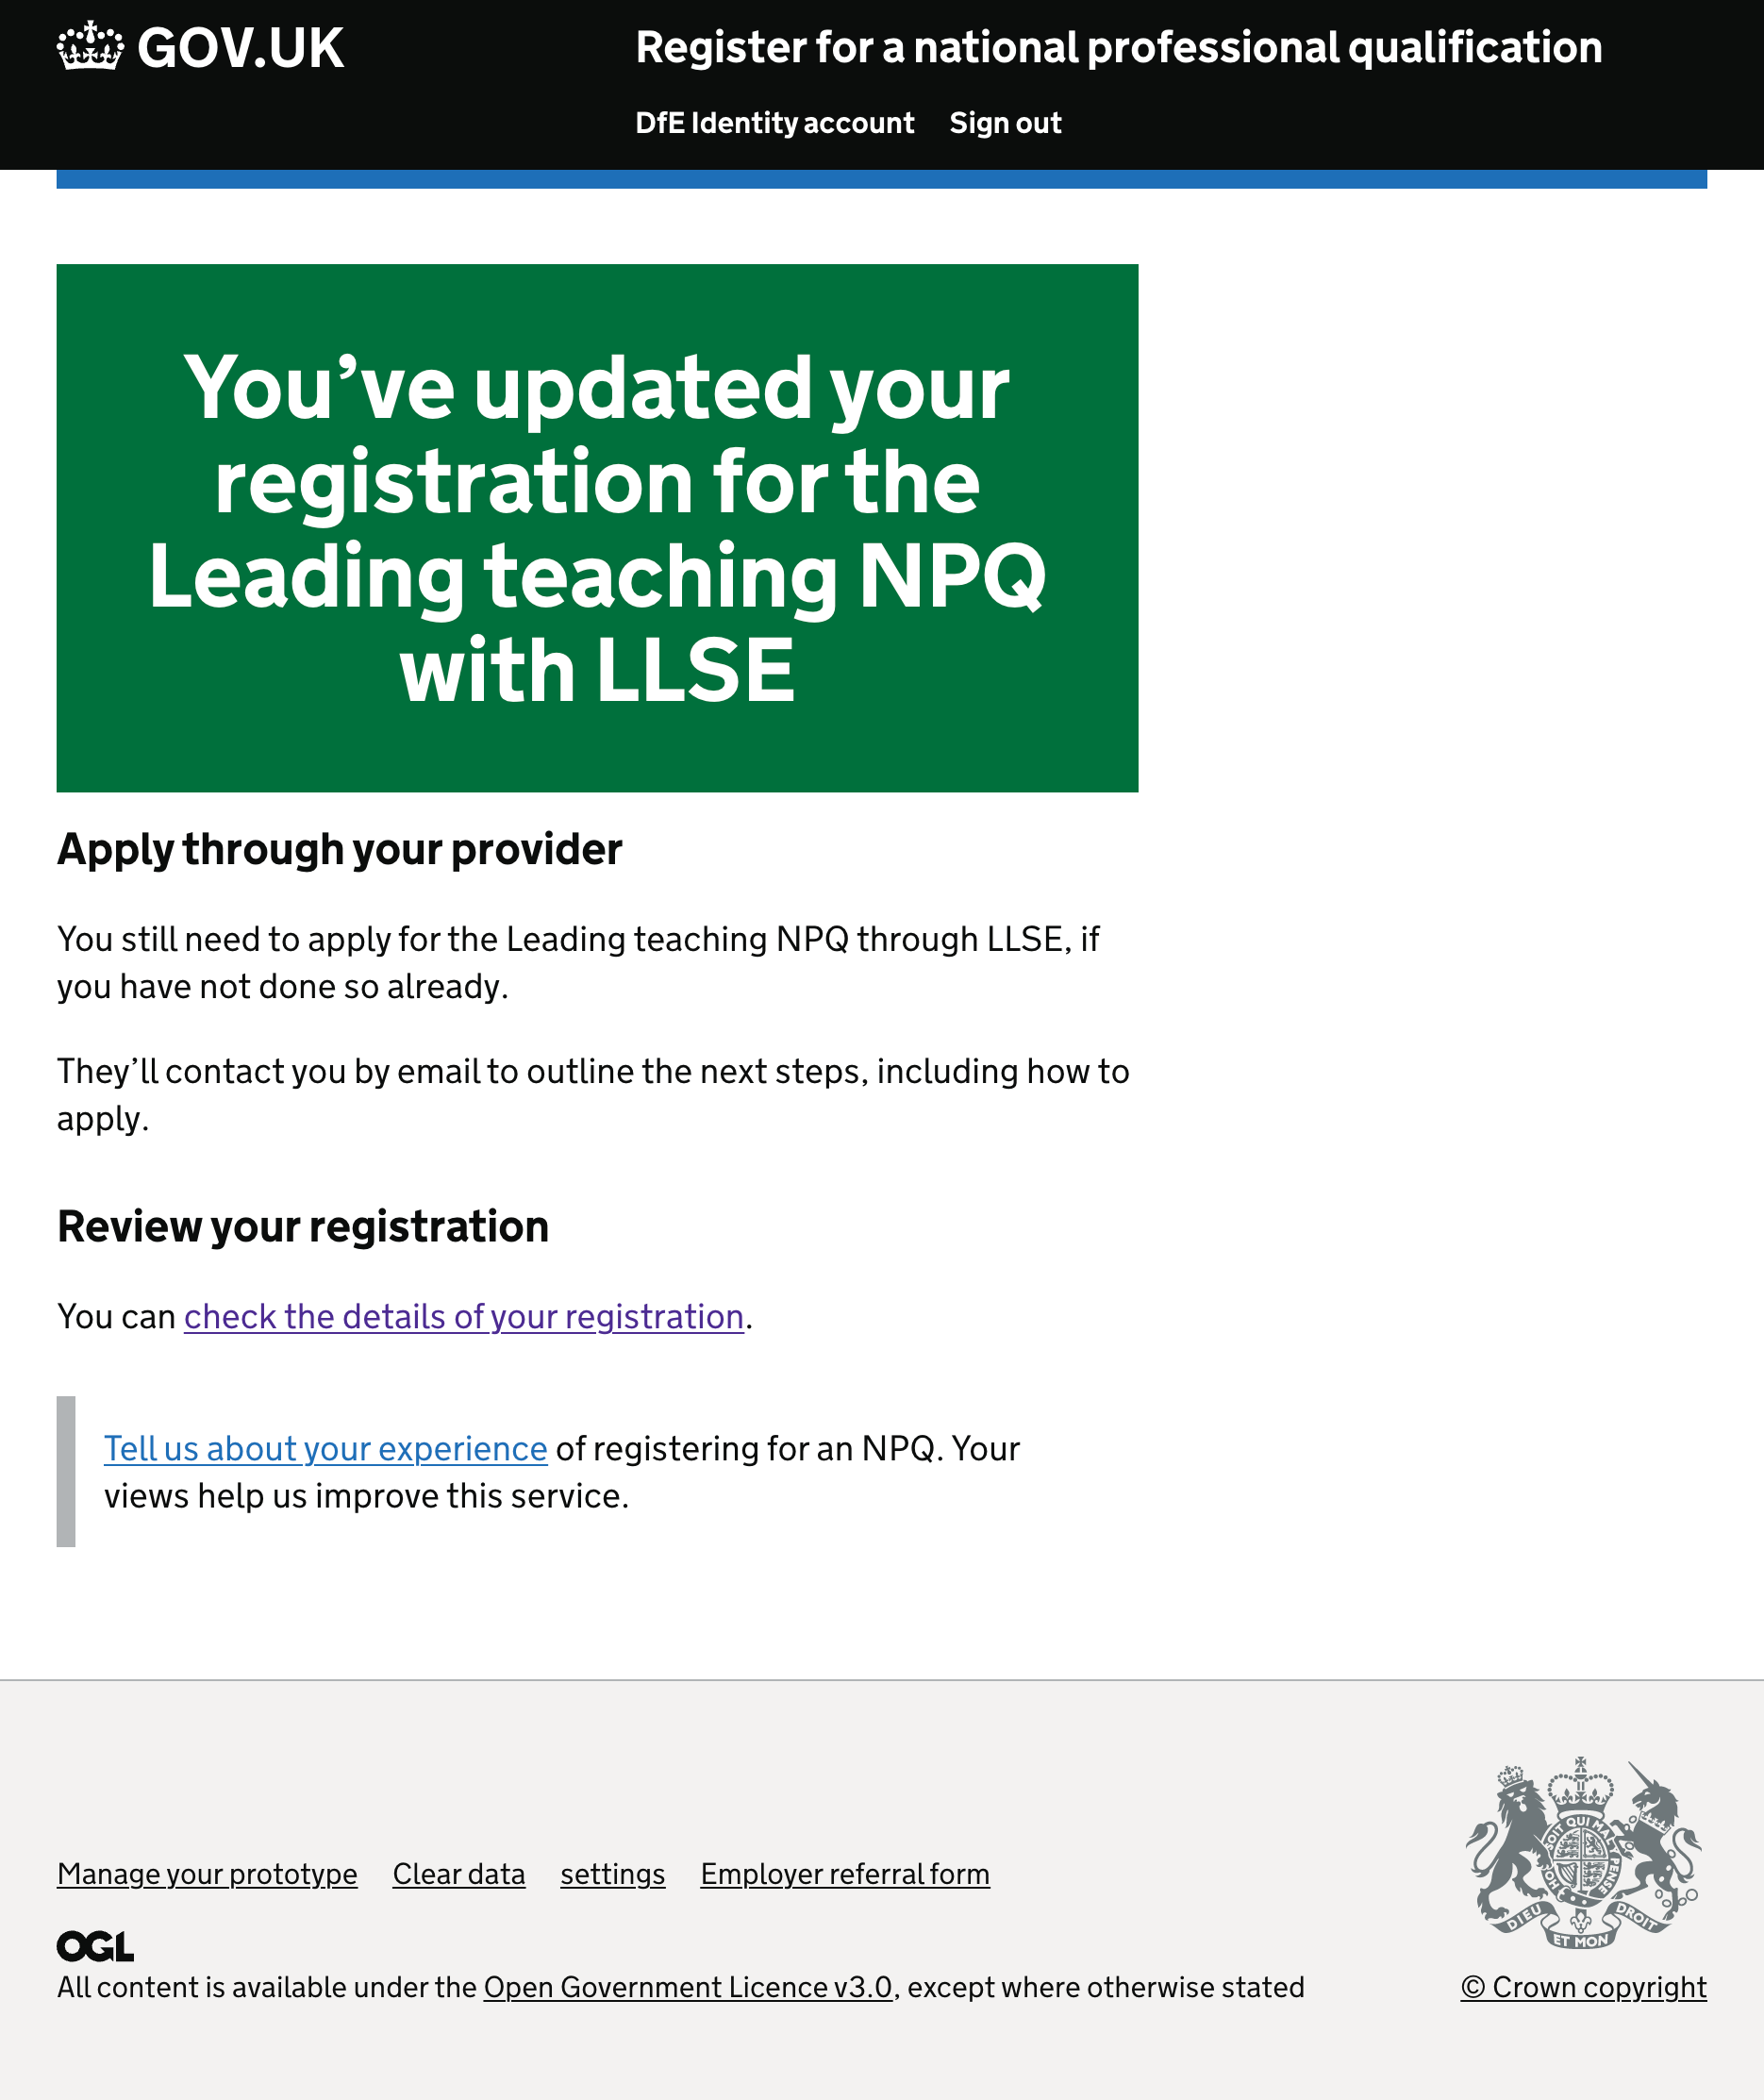 GOV.UK
Register for a national professional qualification
DfE Identity account Sign out
You’ve updated your
registration for the
Leading teaching NPQ
with LLSE
Apply through your provider
You still need to apply for the Leading teaching NPQ through LLSE, if
you have not done so already.
They’ll contact you by email to outline the next steps, including how to
apply.
Review your registration
You can check the details of your registration.
Tell us about your experience of registering for an NPQ. Your
views help us improve this service.
Manage your prototype Clear data settings Employer referral form
OGL
All content is available under the Open Government Licence v3.0, except where otherwise stated
HONI SOIT QUI MAL Y PENSE
DIEU ET MON DROIT
© Crown copyright